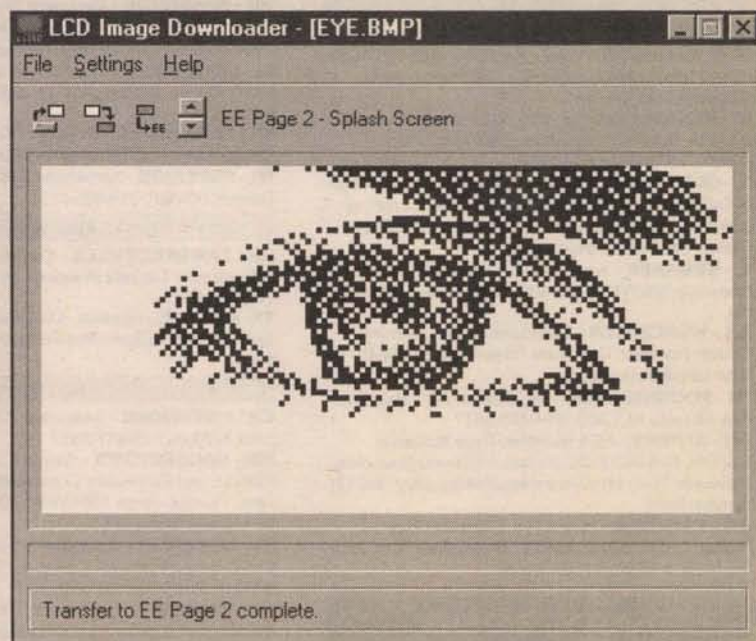 LCD Image Downloader - [EYE.BMP]
File Settings Help
EE
EE Page 2 - Splash Screen
Transfer to EE Page 2 complete.